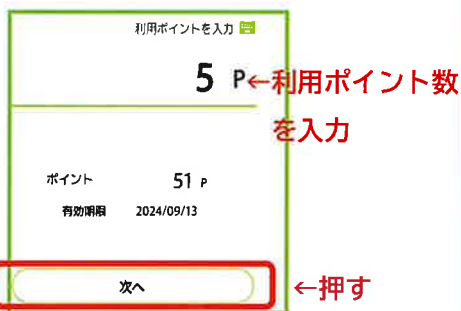 利用ポイントを入力
5 P←利用ポイント数
を入力
ポイント 51 P
有効期限 2024/09/13
次へ ←押す